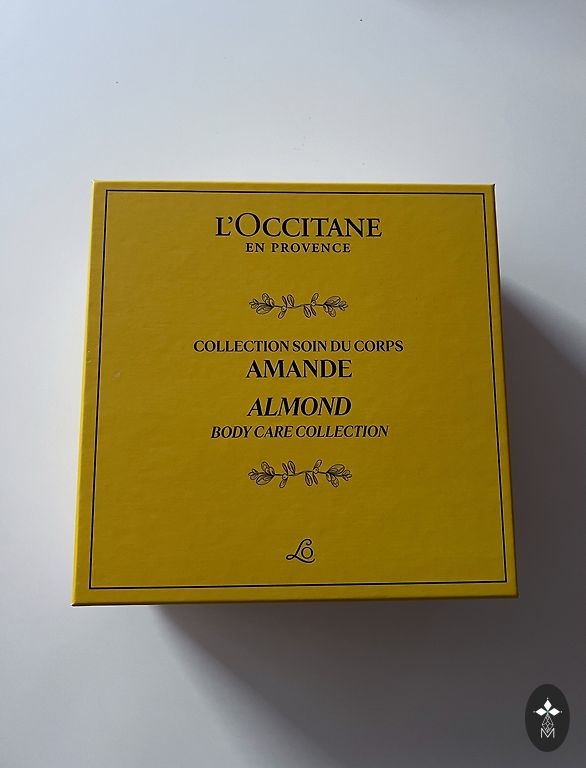 L'OCCITANE
EN PROVENCE
COLLECTION SOIN DU CORPS
AMANDE
ALMOND
BODY CARE COLLECTION
LO
M